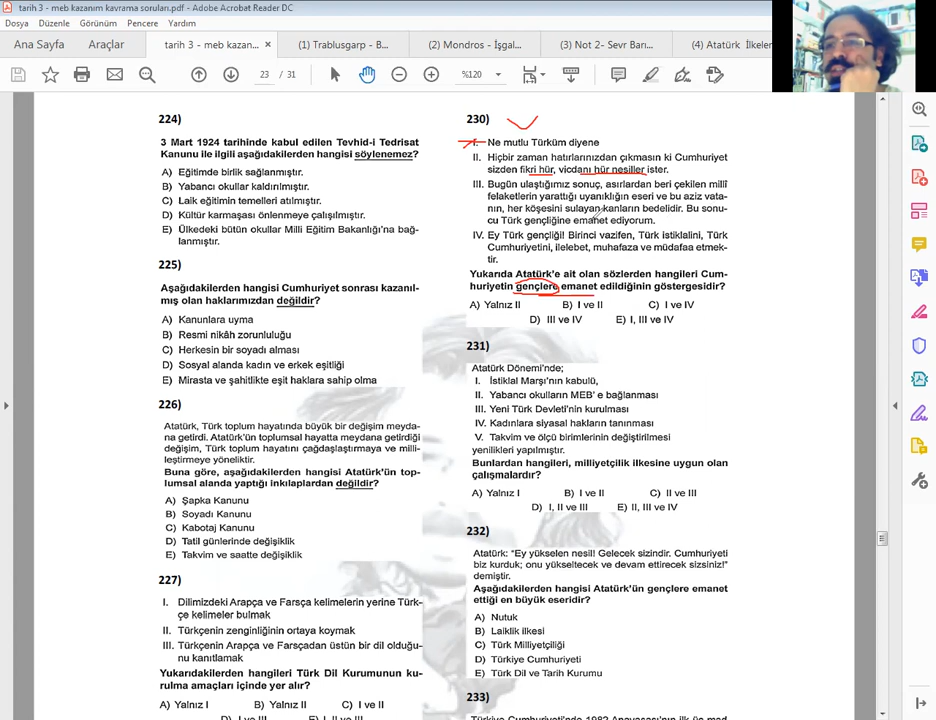 tarih 3 - meb kazanım kavrama soruları.pdf - Adobe Acrobat Reader DC
Dosya Düzenle Görünüm Pencere Yardım
Ana Sayfa Araçlar tarih 3 - meb kazan... × (1) Trablusgarp - B... (2) Mondros - İşgal... (3) Not 2- Sevr Barı... (4) Atatürk İlkeler
23 / 31 %120
224)
3 Mart 1924 tarihinde kabul edilen Tevhid-i Tedrisat
Kanunu ile ilgili aşağıdakilerden hangisi söylenemez?
A) Eğitimde birlik sağlanmıştır.
B) Yabancı okullar kaldırılmıştır.
C) Laik eğitimin temelleri atılmıştır.
D) Kültür karmaşası önlenmeye çalışılmıştır.
E) Ülkedeki bütün okullar Milli Eğitim Bakanlığı'na bağ-
lanmıştır.
225)
Aşağıdakilerden hangisi Cumhuriyet sonrası kazanıl-
mış olan haklarımızdan değildir?
A) Kanunlara uyma
B) Resmi nikâh zorunluluğu
C) Herkesin bir soyadı alması
D) Sosyal alanda kadın ve erkek eşitliği
E) Mirasta ve şahitlikte eşit haklara sahip olma
226)
Atatürk, Türk toplum hayatında büyük bir değişim meyda-
na getirdi. Atatürk'ün toplumsal hayatta meydana getirdiği
değişim, Türk toplum hayatını çağdaşlaştırmaya ve milli-
leştirmeye yöneliktir.
Buna göre, aşağıdakilerden hangisi Atatürk'ün top-
lumsal alanda yaptığı inkılaplardan değildir?
A) Şapka Kanunu
B) Soyadı Kanunu
C) Kabotaj Kanunu
D) Tatil günlerinde değişiklik
E) Takvim ve saatte değişiklik
227)
I. Dilimizdeki Arapça ve Farsça kelimelerin yerine Türk-
çe kelimeler bulmak
II. Türkçenin zenginliğinin ortaya koymak
III. Türkçenin Arapça ve Farsçadan üstün bir dil olduğu-
nu kanıtlamak
Yukarıdakilerden hangileri Türk Dil Kurumunun ku-
rulma amaçları içinde yer alır?
A) Yalnız I B) Yalnız II C) I ve II
D) I ve III E) I, II ve III
230)
I. Ne mutlu Türküm diyene
II. Hiçbir zaman hatırlarınızdan çıkmasın ki Cumhuriyet
sizden fikri hür, vicdanı hür nesiller ister.
III. Bugün ulaştığımız sonuç, asırlardan beri çekilen millî
felaketlerin yarattığı uyanıklığın eseri ve bu aziz vata-
nın, her köşesini sulayan kanların bedelidir. Bu sonu-
cu Türk gençliğine emanet ediyorum.
IV. Ey Türk gençliği! Birinci vazifen, Türk istiklalini, Türk
Cumhuriyetini, ilelebet, muhafaza ve müdafaa etmek-
tir.
Yukarıda Atatürk'e ait olan sözlerden hangileri Cum-
huriyetin gençlere emanet edildiğinin göstergesidir?
A) Yalnız II B) I ve II C) I ve IV
D) III ve IV E) I, III ve IV
231)
Atatürk Dönemi'nde;
I. İstiklal Marşı'nın kabulü,
II. Yabancı okulların MEB' e bağlanması
III. Yeni Türk Devleti'nin kurulması
IV. Kadınlara siyasal hakların tanınması
V. Takvim ve ölçü birimlerinin değiştirilmesi
yenilikleri yapılmıştır.
Bunlardan hangileri, milliyetçilik ilkesine uygun olan
çalışmalardır?
A) Yalnız I B) I ve II C) II ve III
D) I, II ve III E) II, III ve IV
232)
Atatürk: "Ey yükselen nesil! Gelecek sizindir. Cumhuriyeti
biz kurduk; onu yükseltecek ve devam ettirecek sizsiniz!"
demiştir.
Aşağıdakilerden hangisi Atatürk'ün gençlere emanet
ettiği en büyük eseridir?
A) Nutuk
B) Laiklik ilkesi
C) Türk Milliyetçiliği
D) Türkiye Cumhuriyeti
E) Türk Dil ve Tarih Kurumu
233)
Türkiye Cumhuriyeti'nin 1982 Anayasası'nın ilk üç mad